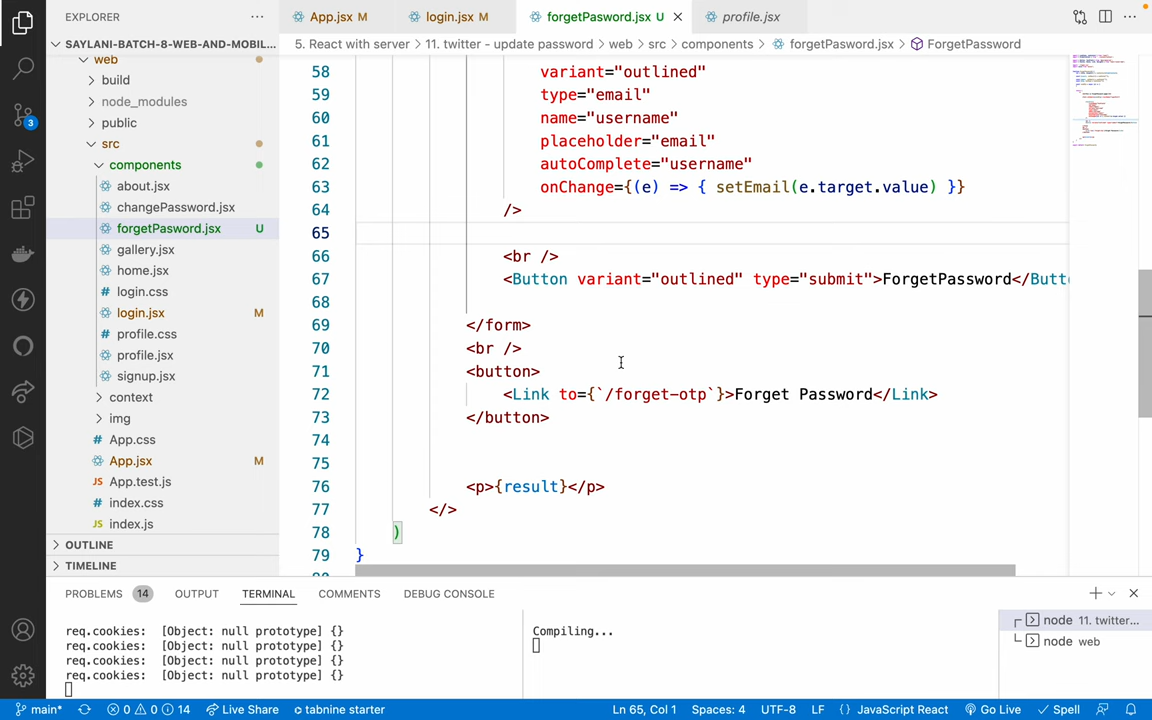 EXPLORER
App.jsx M
login.jsx M
forgetPasword.jsx U
profile.jsx
SAYLANI-BATCH-8-WEB-AND-MOBIL...
5. React with server > 11. twitter - update password > web > src > components > forgetPasword.jsx > ForgetPassword
web
build
node_modules
public
src
components
about.jsx
changePassword.jsx
forgetPasword.jsx U
gallery.jsx
home.jsx
login.css
login.jsx M
profile.css
profile.jsx
signup.jsx
context
img
App.css
App.jsx M
App.test.js
index.css
index.js
OUTLINE
TIMELINE
58 variant="outlined"
59 type="email"
60 name="username"
61 placeholder="email"
62 autoComplete="username"
63 onChange={(e) => { setEmail(e.target.value) }}
64 />
65
66 <br />
67 <Button variant="outlined" type="submit">ForgetPassword</Butt
68
69 </form>
70 <br />
71 <button>
72 <Link to={`/forget-otp`}>Forget Password</Link>
73 </button>
74
75
76 <p>{result}</p>
77 </>
78 )
79 }
PROBLEMS 14 OUTPUT TERMINAL COMMENTS DEBUG CONSOLE
req.cookies: [Object: null prototype] {}
req.cookies: [Object: null prototype] {}
req.cookies: [Object: null prototype] {}
req.cookies: [Object: null prototype] {}
Compiling...
node 11. twitter...
node web
3
main* 0 0 14 Live Share tabnine starter Ln 65, Col 1 Spaces: 4 UTF-8 LF {} JavaScript React Go Live Spell